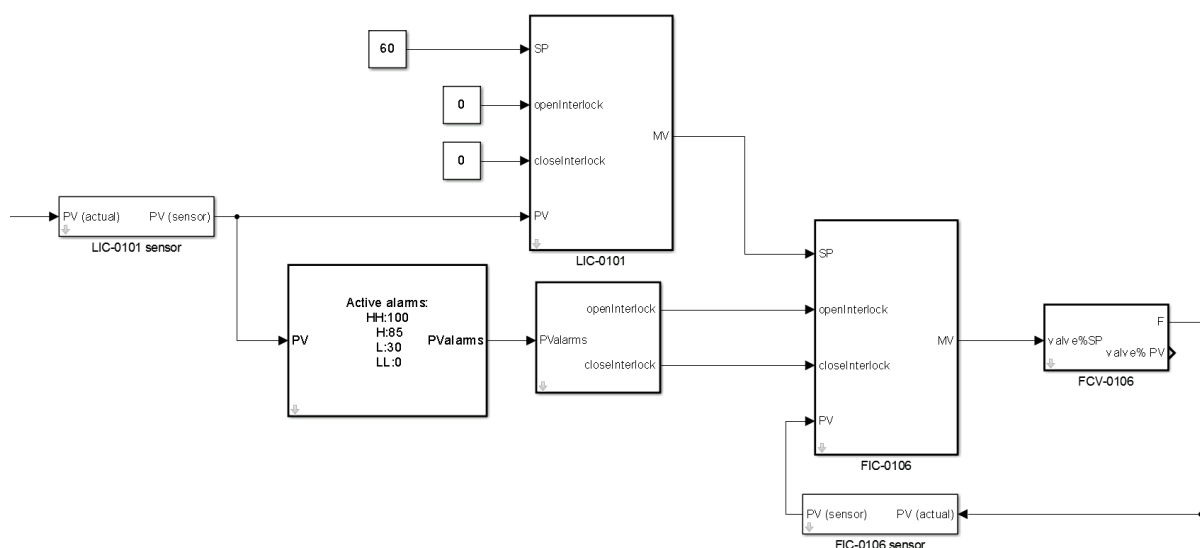 60
SP
0
openInterlock
MV
0
closeInterlock
PV (actual)
PV (sensor)
PV
LIC-0101 sensor
LIC-0101
SP
Active alarms:
HH:100
H:85
L:30
LL:0
PV
PValarms
openInterlock
PValarms
closeInterlock
openInterlock
MV
closeInterlock
PV
FIC-0106
F
valve%SP
valve% PV
FCV-0106
PV (sensor)
PV (actual)
FIC-0106 sensor